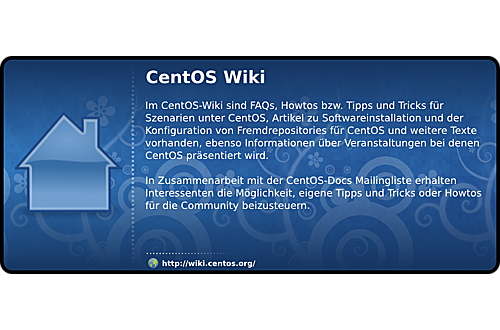 CentOS Wiki
Im CentOS-Wiki sind FAQs, Howtos bzw. Tipps und Tricks für
Szenarien unter CentOS, Artikel zu Softwareinstallation und der
Konfiguration von Fremdrepositories für CentOS und weitere Texte
vorhanden, ebenso Informationen über Veranstaltungen bei denen
CentOS präsentiert wird.
In Zusammenarbeit mit der CentOS-Docs Mailingliste erhalten
Interessenten die Möglichkeit, eigene Tipps und Tricks oder Howtos
für die Community beizusteuern.
http://wiki.centos.org/